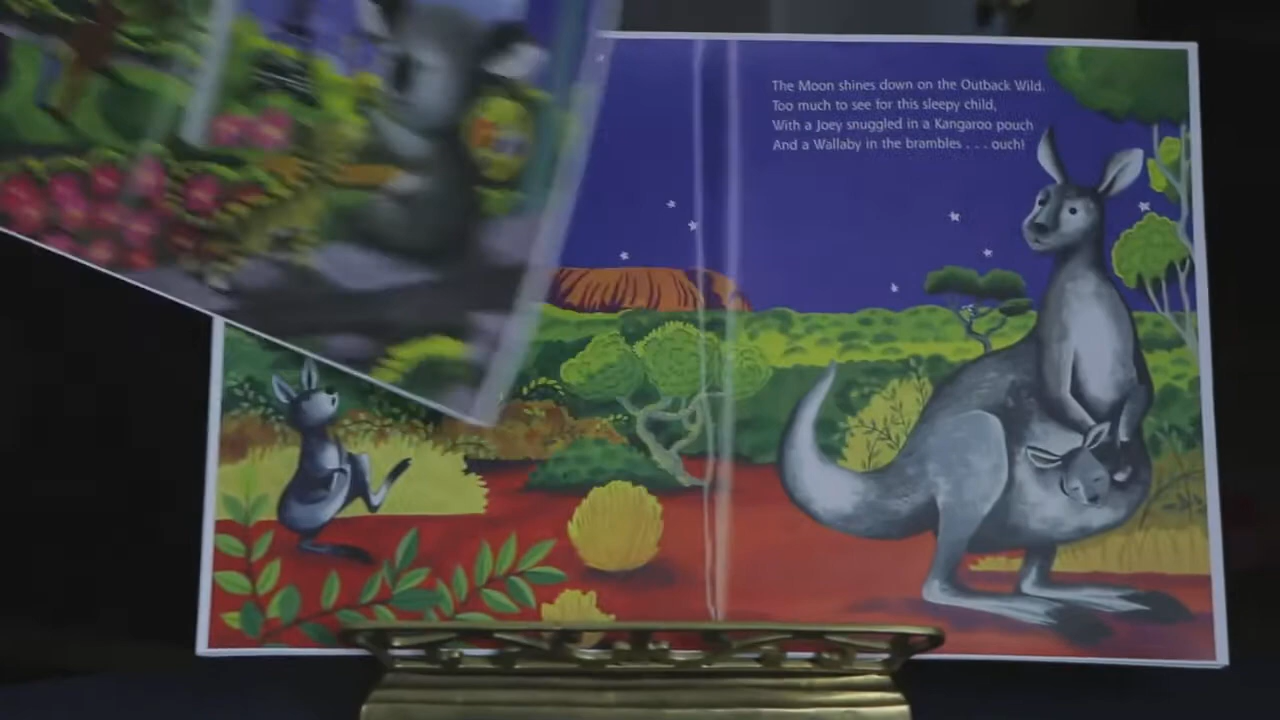 The Moon shines down on the Outback Wild.
Too much to see for this sleepy child,
With a Joey snuggled in a Kangaroo pouch
And a Wallaby in the brambles . . . ouch!